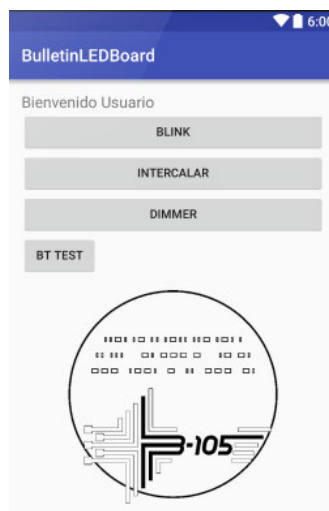 6:00
BulletinLEDBoard
Bienvenido Usuario
BLINK
INTERCALAR
DIMMER
BT TEST
B-105